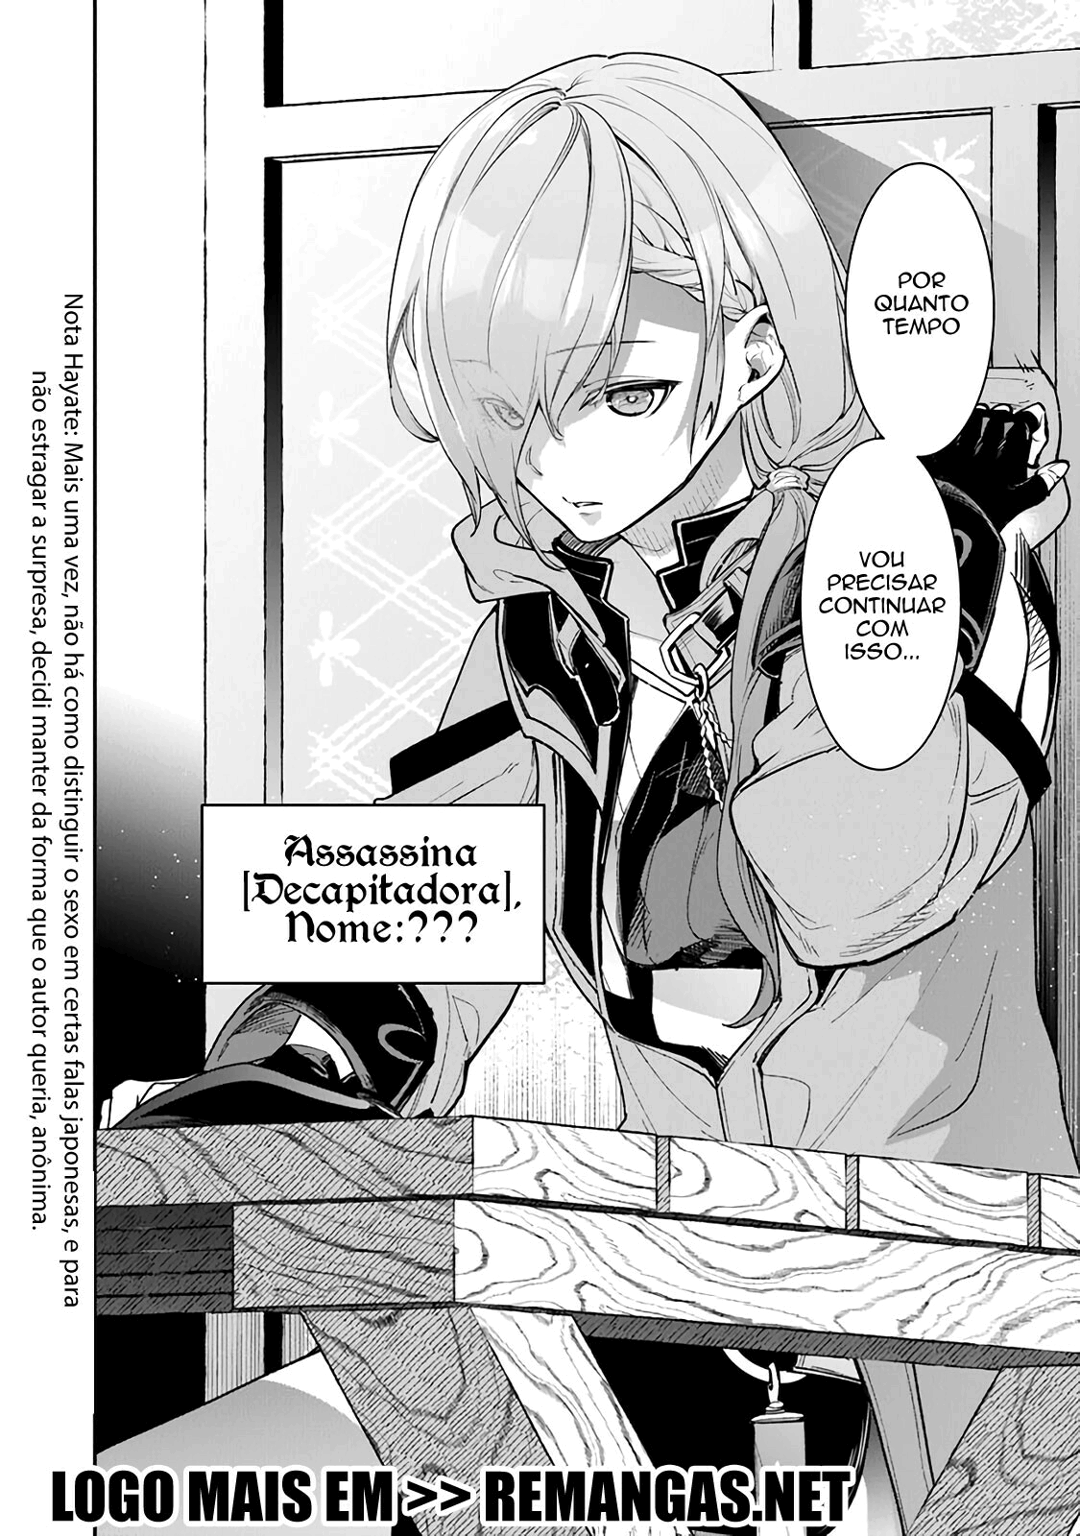 POR
QUANTO
TEMPO
VOU
PRECISAR
CONTINUAR
COM
ISSO...
Assassina
[Decapitadora],
Nome:???
Nota Hayate: Mais uma vez, não há como distinguir o sexo em certas falas japonesas, e para
não estragar a surpresa, decidi manter da forma que o autor queria, anônima.
LOGO MAIS EM >> REMANGAS.NET